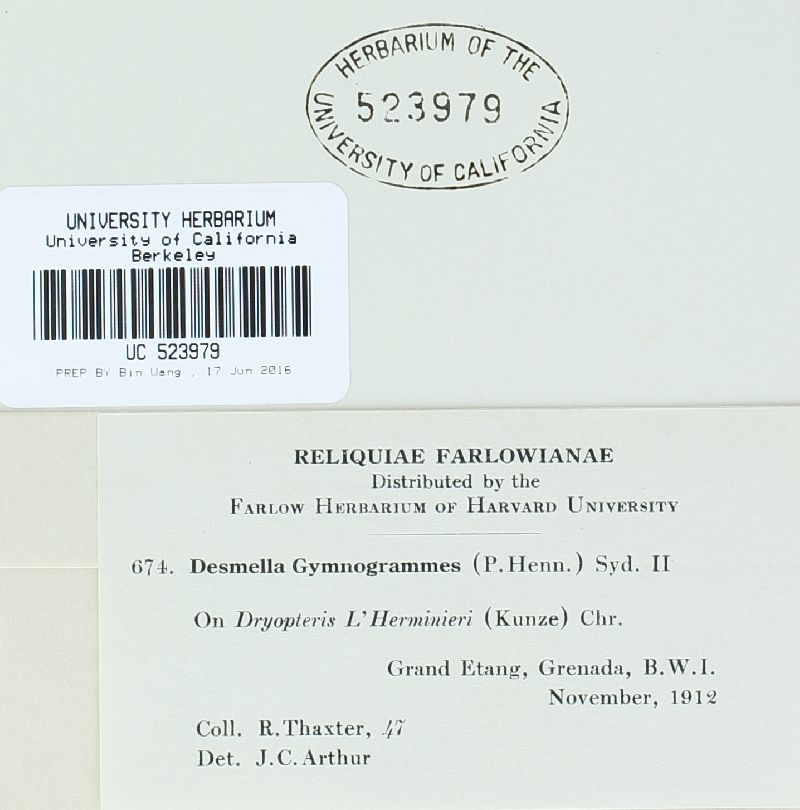 HERBARIUM OF THE
523979
UNIVERSITY OF CALIFORNIA
UNIVERSITY HERBARIUM
University of California
Berkeley
UC 523979
PREP BY Bin Wang , 17 Jun 2016
RELIQUIAE FARLOWIANAE
Distributed by the
FARLOW HERBARIUM OF HARVARD UNIVERSITY
674. Desmella Gymnogrammes (P.Henn.) Syd. II
On Dryopteris L'Herminieri (Kunze) Chr.
Grand Etang, Grenada, B.W.I.
November, 1912
Coll. R.Thaxter, 47
Det. J.C.Arthur